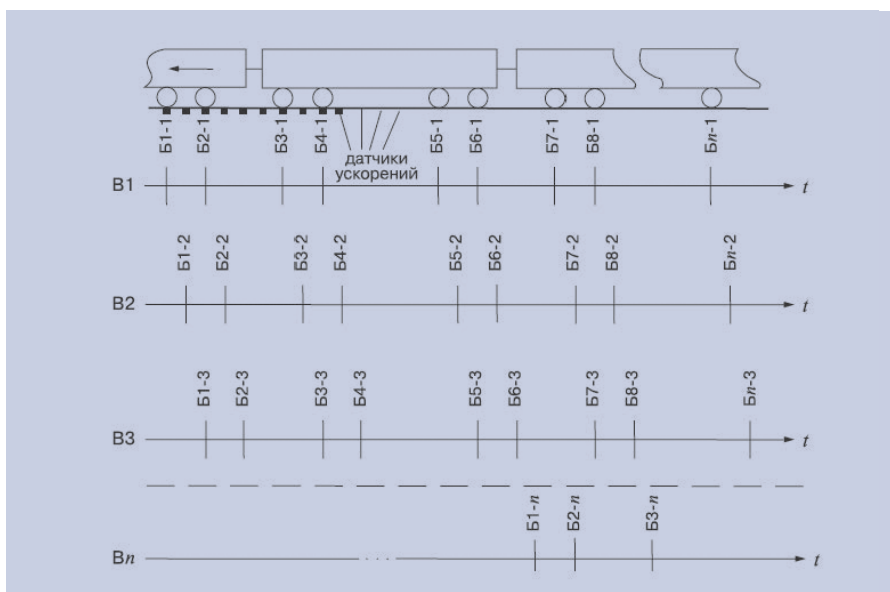 Б1-1 Б2-1 Б3-1 Б4-1 Б5-1 Б6-1 Б7-1 Б8-1 Бn-1
датчики
ускорений
В1 t
Б1-2 Б2-2 Б3-2 Б4-2 Б5-2 Б6-2 Б7-2 Б8-2 Бn-2
В2 t
Б1-3 Б2-3 Б3-3 Б4-3 Б5-3 Б6-3 Б7-3 Б8-3 Бn-3
В3 t
Б1-n Б2-n Б3-n
Вn ... t